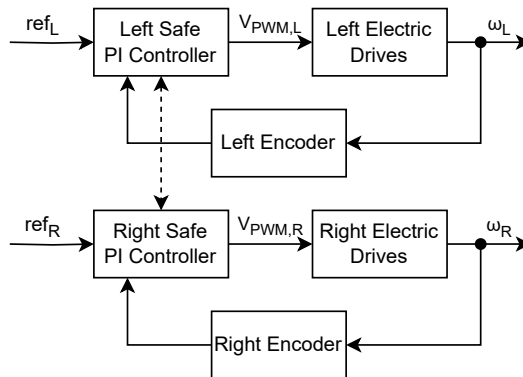 ref_L
Left Safe
PI Controller
V_PWM,L
Left Electric
Drives
ω_L
Left Encoder
ref_R
Right Safe
PI Controller
V_PWM,R
Right Electric
Drives
ω_R
Right Encoder